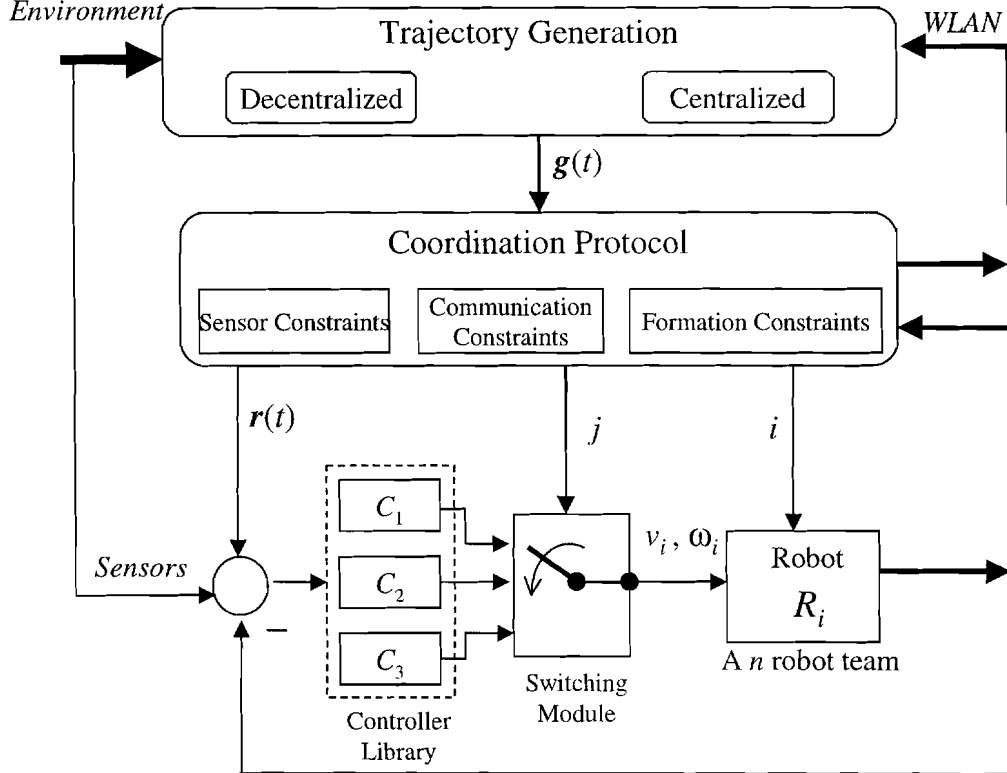 Environment
Trajectory Generation
WLAN
Decentralized
Centralized
g(t)
Coordination Protocol
Sensor Constraints
Communication
Constraints
Formation Constraints
r(t)
j
i
C1
C2
C3
Sensors
−
vi , ωi
Robot
Ri
A n robot team
Switching
Module
Controller
Library